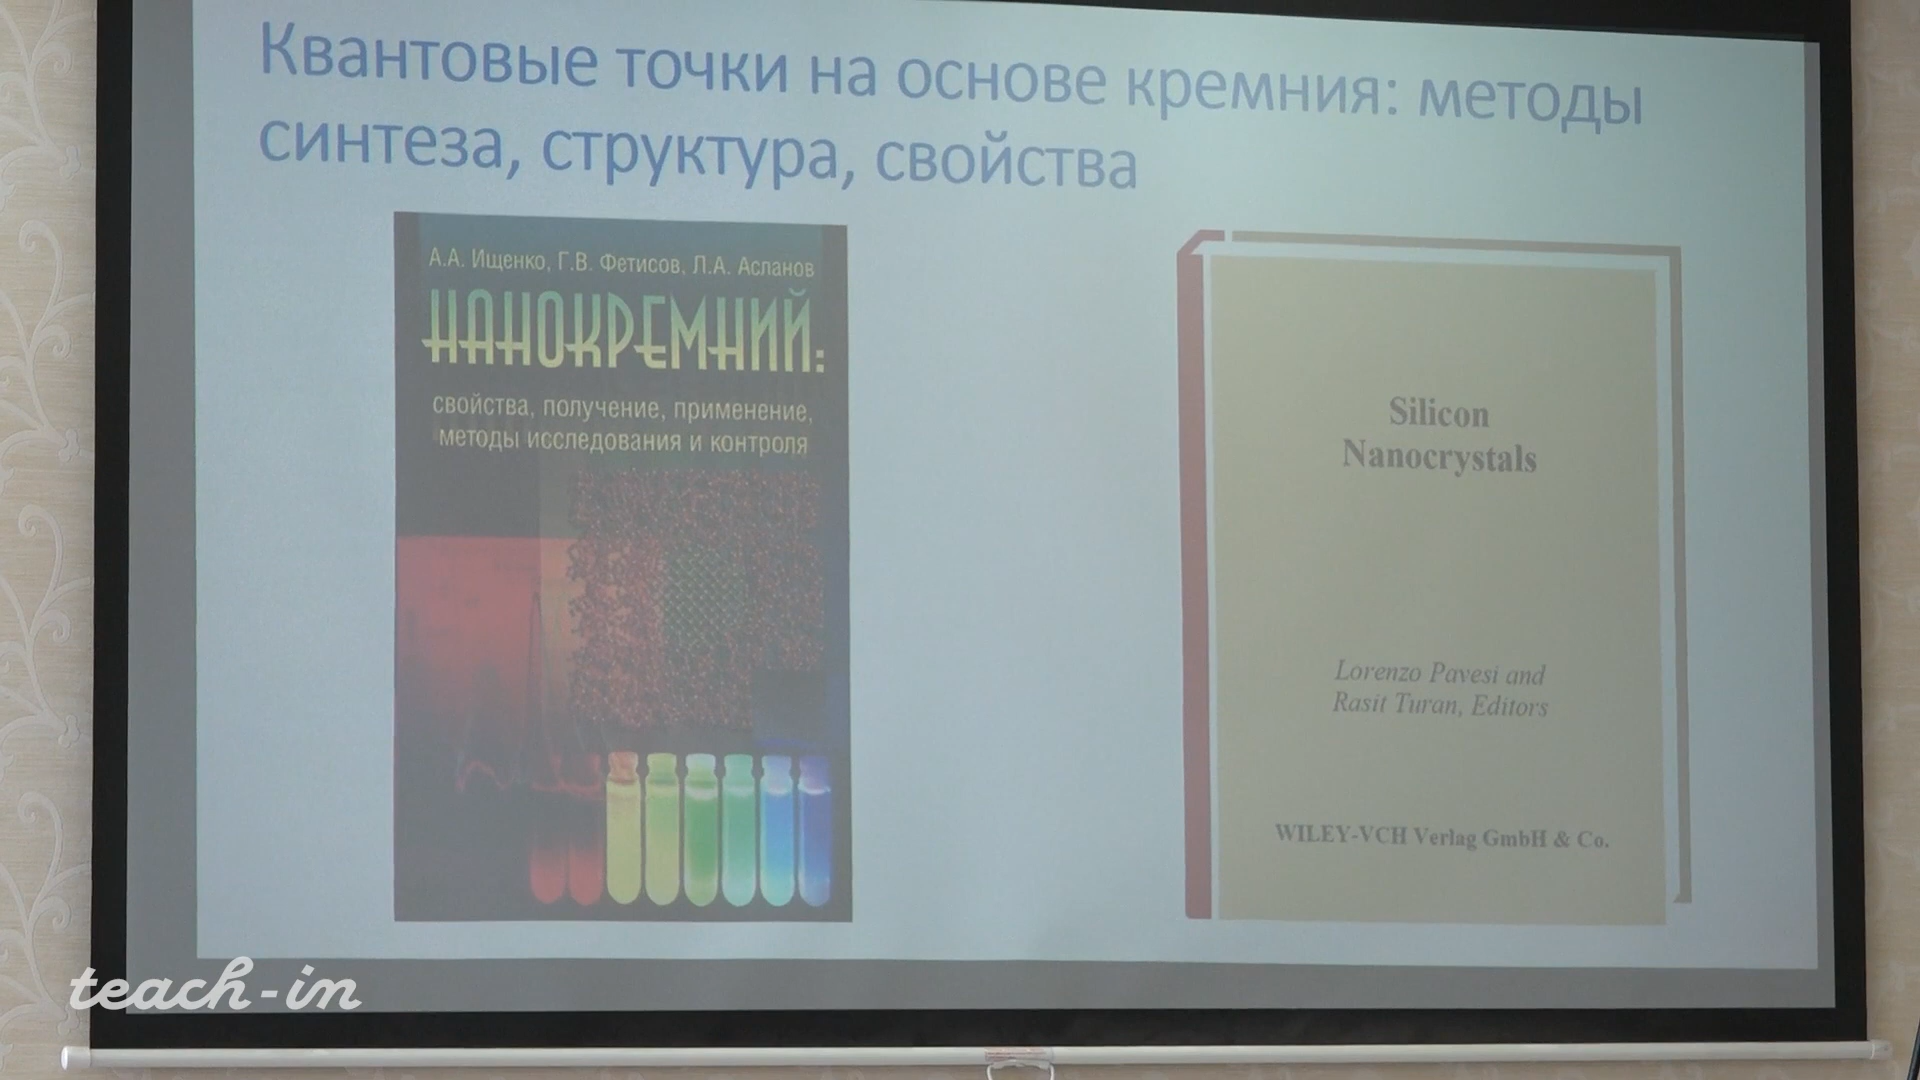 Квантовые точки на основе кремния: методы
синтеза, структура, свойства
А.А. Ищенко, Г.В. Фетисов, Л.А. Асланов
НАНОКРЕМНИЙ:
свойства, получение, применение,
методы исследования и контроля
Silicon
Nanocrystals
Lorenzo Pavesi and
Rasit Turan, Editors
WILEY-VCH Verlag GmbH & Co.
teach-in